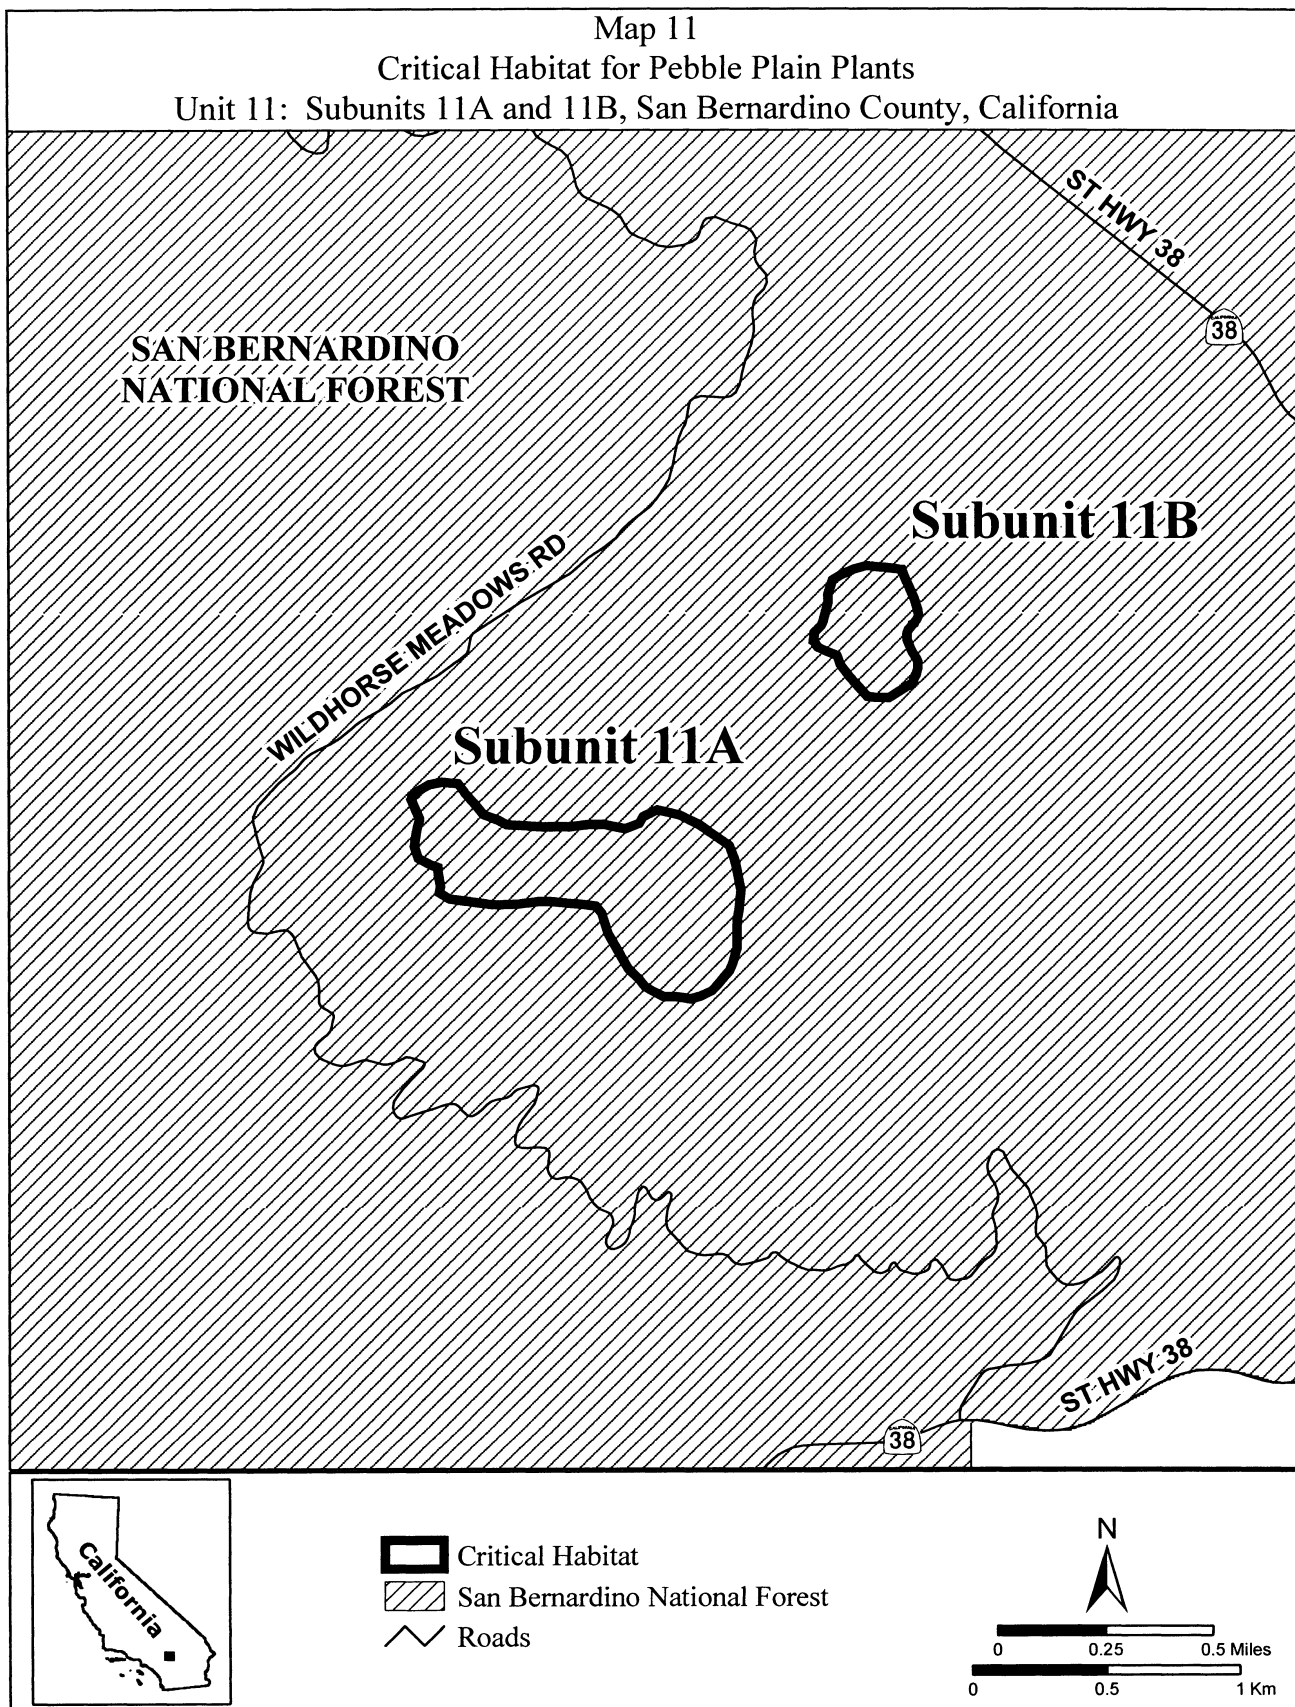 Map 11
Critical Habitat for Pebble Plain Plants
Unit 11:  Subunits 11A and 11B, San Bernardino County, California
ST HWY 38
CALIFORNIA
38
SAN BERNARDINO
NATIONAL FOREST
Subunit 11B
WILDHORSE MEADOWS RD
Subunit 11A
ST HWY 38
CALIFORNIA
38
California
Critical Habitat
San Bernardino National Forest
Roads
N
0 0.25 0.5 Miles
0 0.5 1 Km